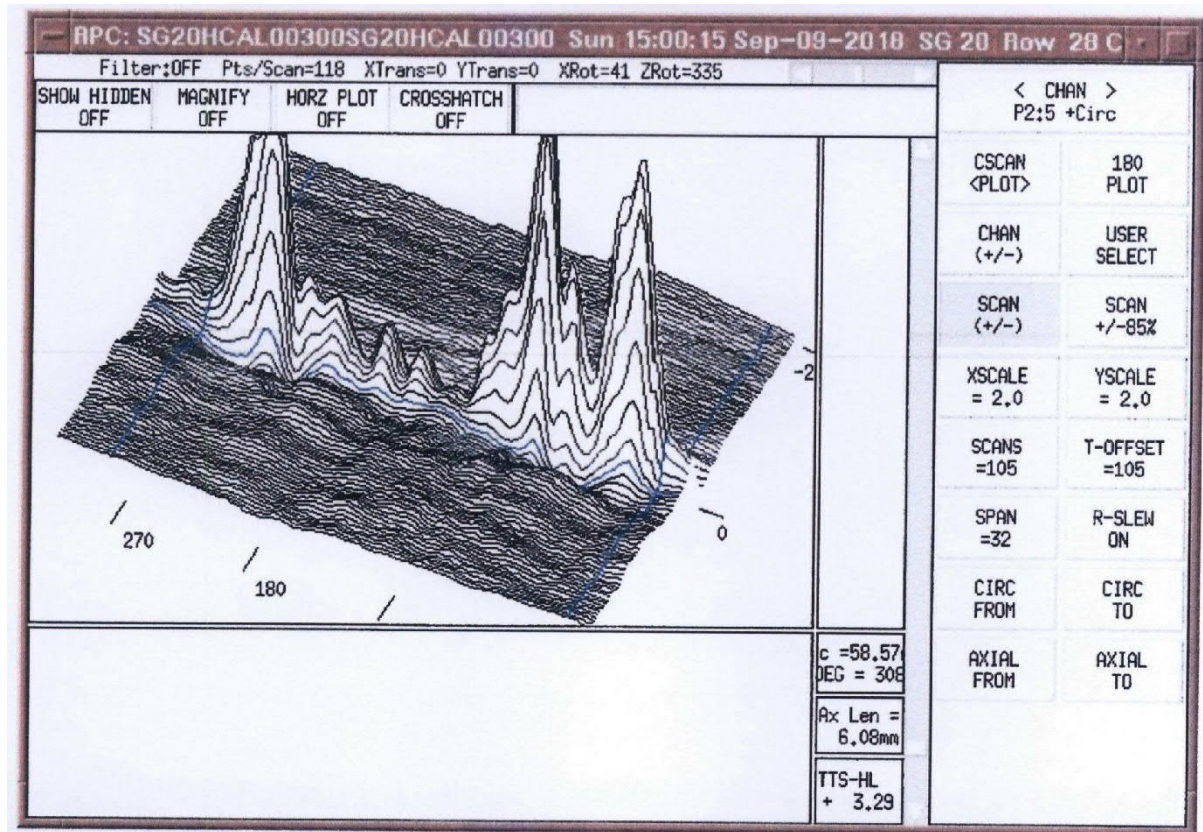 RPC: SG20HCAL00300SG20HCAL00300 Sun 15:00:15 Sep-09-2018 SG 20 Row 28 C
Filter:OFF Pts/Scan=118 XTrans=0 YTrans=0 XRot=41 ZRot=335
SHOW HIDDEN OFF
MAGNIFY OFF
HORZ PLOT OFF
CROSSHATCH OFF
< CHAN >
P2:5 +Circ
CSCAN <PLOT>
180 PLOT
CHAN (+/-)
USER SELECT
SCAN (+/-)
SCAN +/-85%
XSCALE = 2.0
YSCALE = 2.0
SCANS =105
T-OFFSET =105
SPAN =32
R-SLEW ON
CIRC FROM
CIRC TO
AXIAL FROM
AXIAL TO
-2
0
270
180
c =58.57
DEG = 308
Ax Len =
6.08mm
TTS-HL
+ 3.29